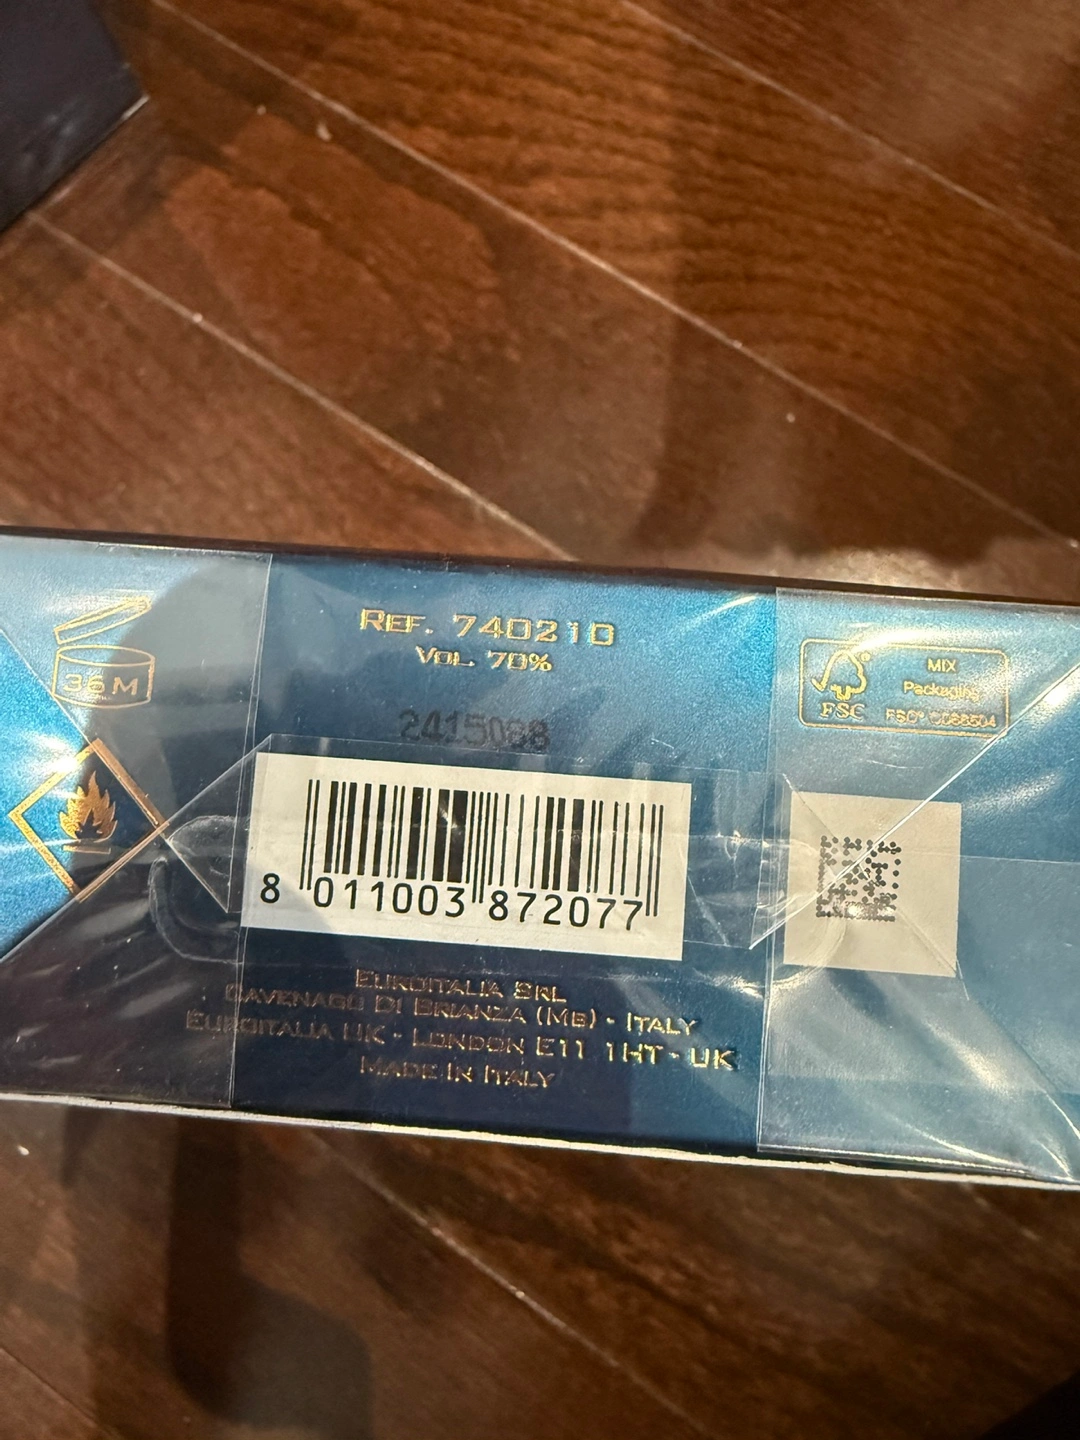 REF. 740210
VOL. 70%
36 M
MIX
Packaging
FSC
2415088
8 011003 872077
EUROITALIA SRL
CAVENAGO DI BRIANZA (MB) - ITALY
EUROITALIA UK - LONDON E11 1HT - UK
MADE IN ITALY